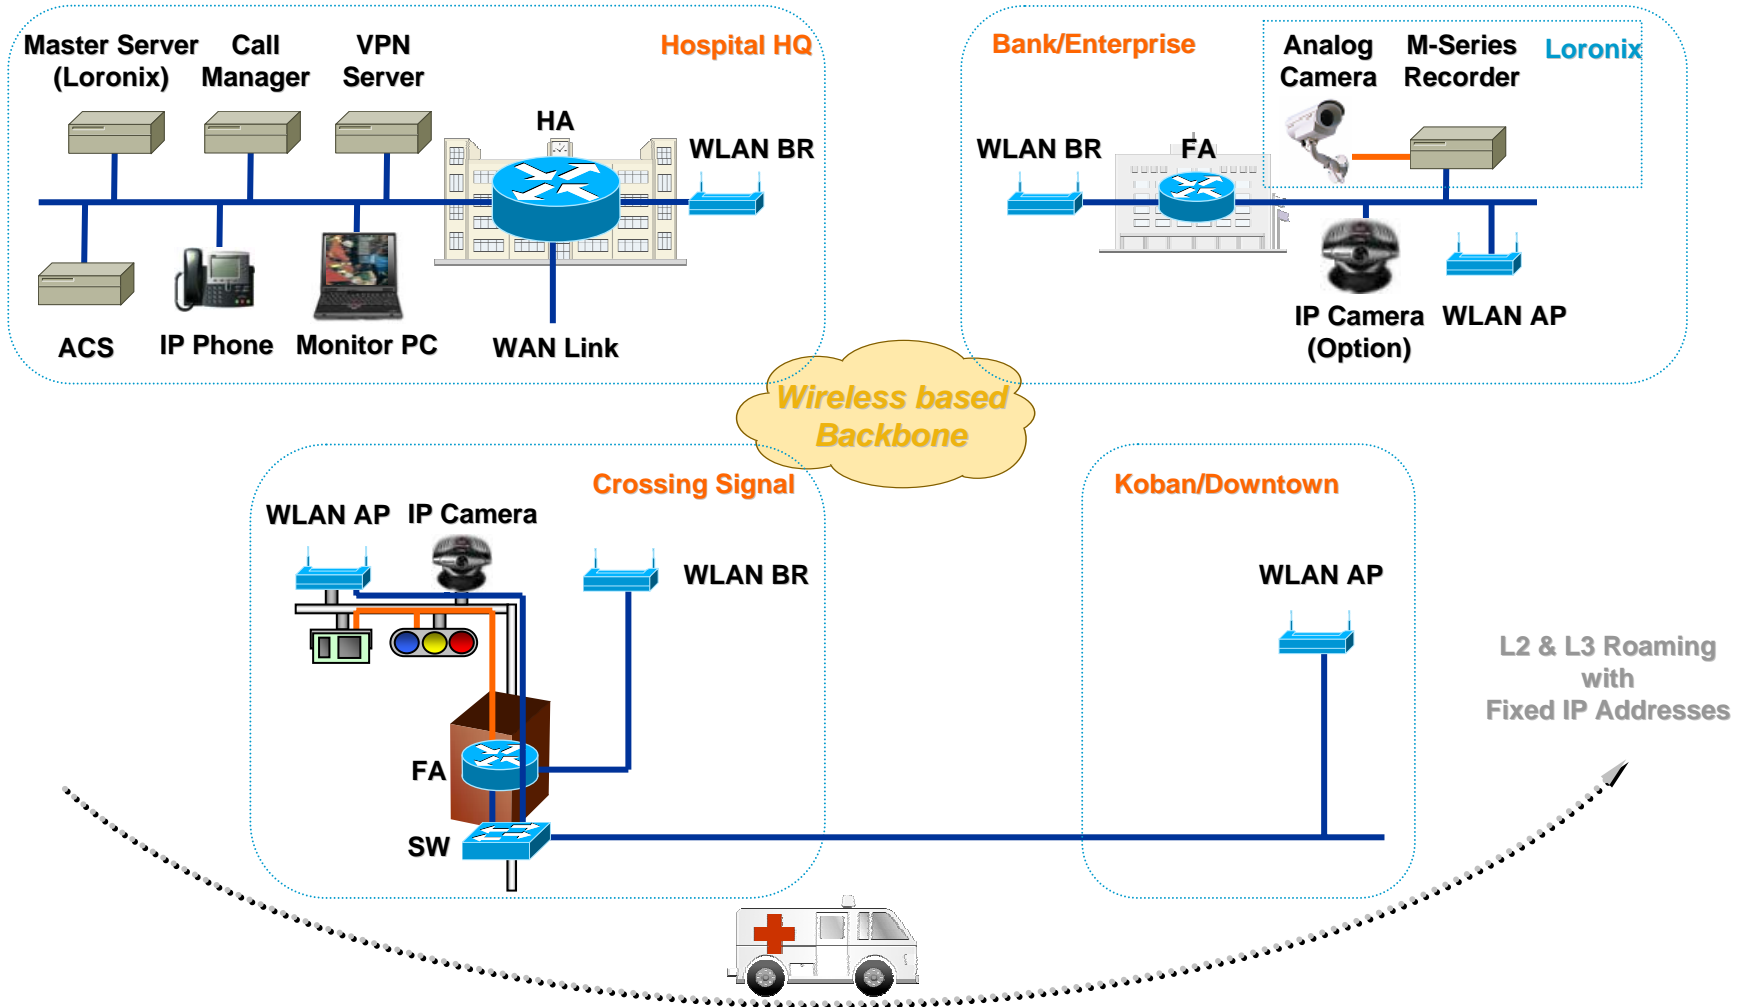 Hospital HQ
Master Server
(Loronix)
Call
Manager
VPN
Server
HA
WLAN BR
ACS
IP Phone
Monitor PC
WAN Link
Bank/Enterprise
Analog
Camera
M-Series
Recorder
Loronix
WLAN BR
FA
IP Camera
(Option)
WLAN AP
Wireless based
Backbone
Crossing Signal
WLAN AP
IP Camera
WLAN BR
FA
SW
Koban/Downtown
WLAN AP
L2 & L3 Roaming
with
Fixed IP Addresses